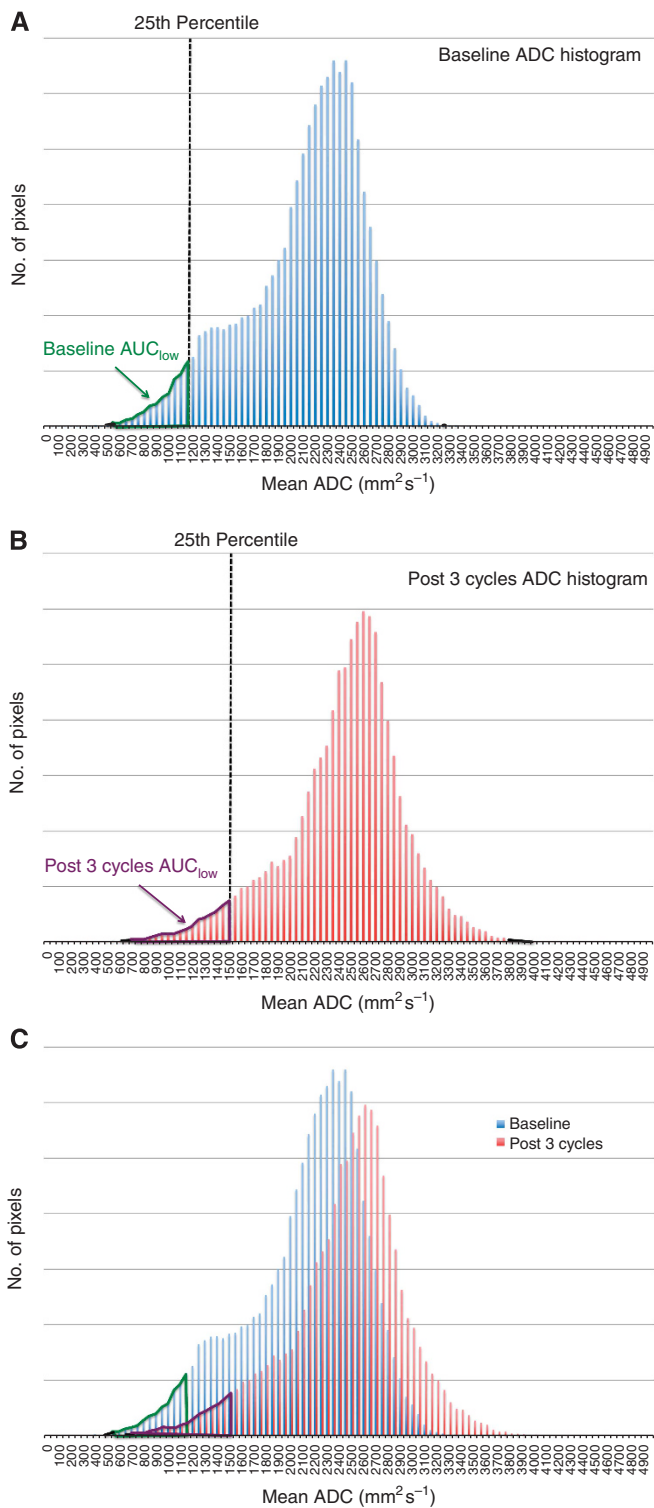 A
25th Percentile
Baseline ADC histogram
No. of pixels
Baseline AUClow
0 100 200 300 400 500 600 700 800 900 1000 1100 1200 1300 1400 1500 1600 1700 1800 1900 2000 2100 2200 2300 2400 2500 2600 2700 2800 2900 3000 3100 3200 3300 3400 3500 3600 3700 3800 3900 4000 4100 4200 4300 4400 4500 4600 4700 4800 4900
Mean ADC (mm² s⁻¹)
B
25th Percentile
Post 3 cycles ADC histogram
No. of pixels
Post 3 cycles AUClow
0 100 200 300 400 500 600 700 800 900 1000 1100 1200 1300 1400 1500 1600 1700 1800 1900 2000 2100 2200 2300 2400 2500 2600 2700 2800 2900 3000 3100 3200 3300 3400 3500 3600 3700 3800 3900 4000 4100 4200 4300 4400 4500 4600 4700 4800 4900
Mean ADC (mm² s⁻¹)
C
Baseline
Post 3 cycles
No. of pixels
0 100 200 300 400 500 600 700 800 900 1000 1100 1200 1300 1400 1500 1600 1700 1800 1900 2000 2100 2200 2300 2400 2500 2600 2700 2800 2900 3000 3100 3200 3300 3400 3500 3600 3700 3800 3900 4000 4100 4200 4300 4400 4500 4600 4700 4800 4900
Mean ADC (mm² s⁻¹)